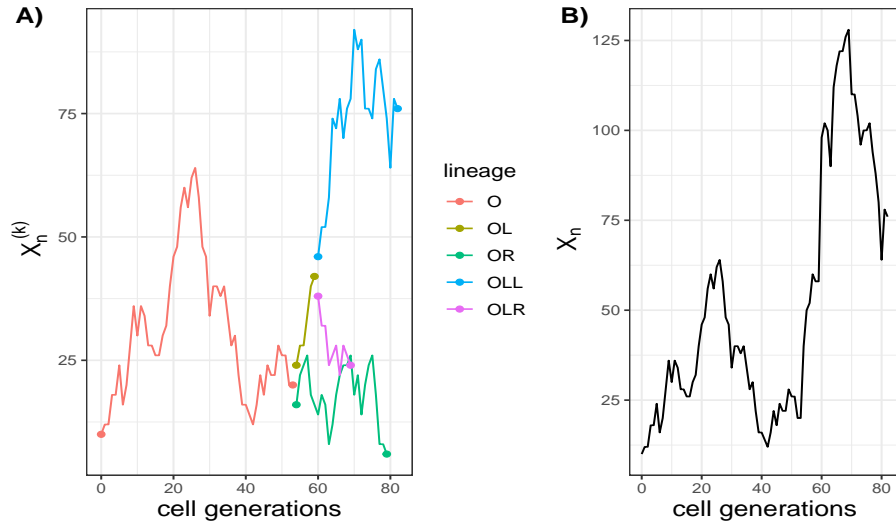 A)
B)
X_n^(k)
75
50
25
0
20
40
60
80
cell generations
lineage
O
OL
OR
OLL
OLR
X_n
125
100
75
50
25
0
20
40
60
80
cell generations